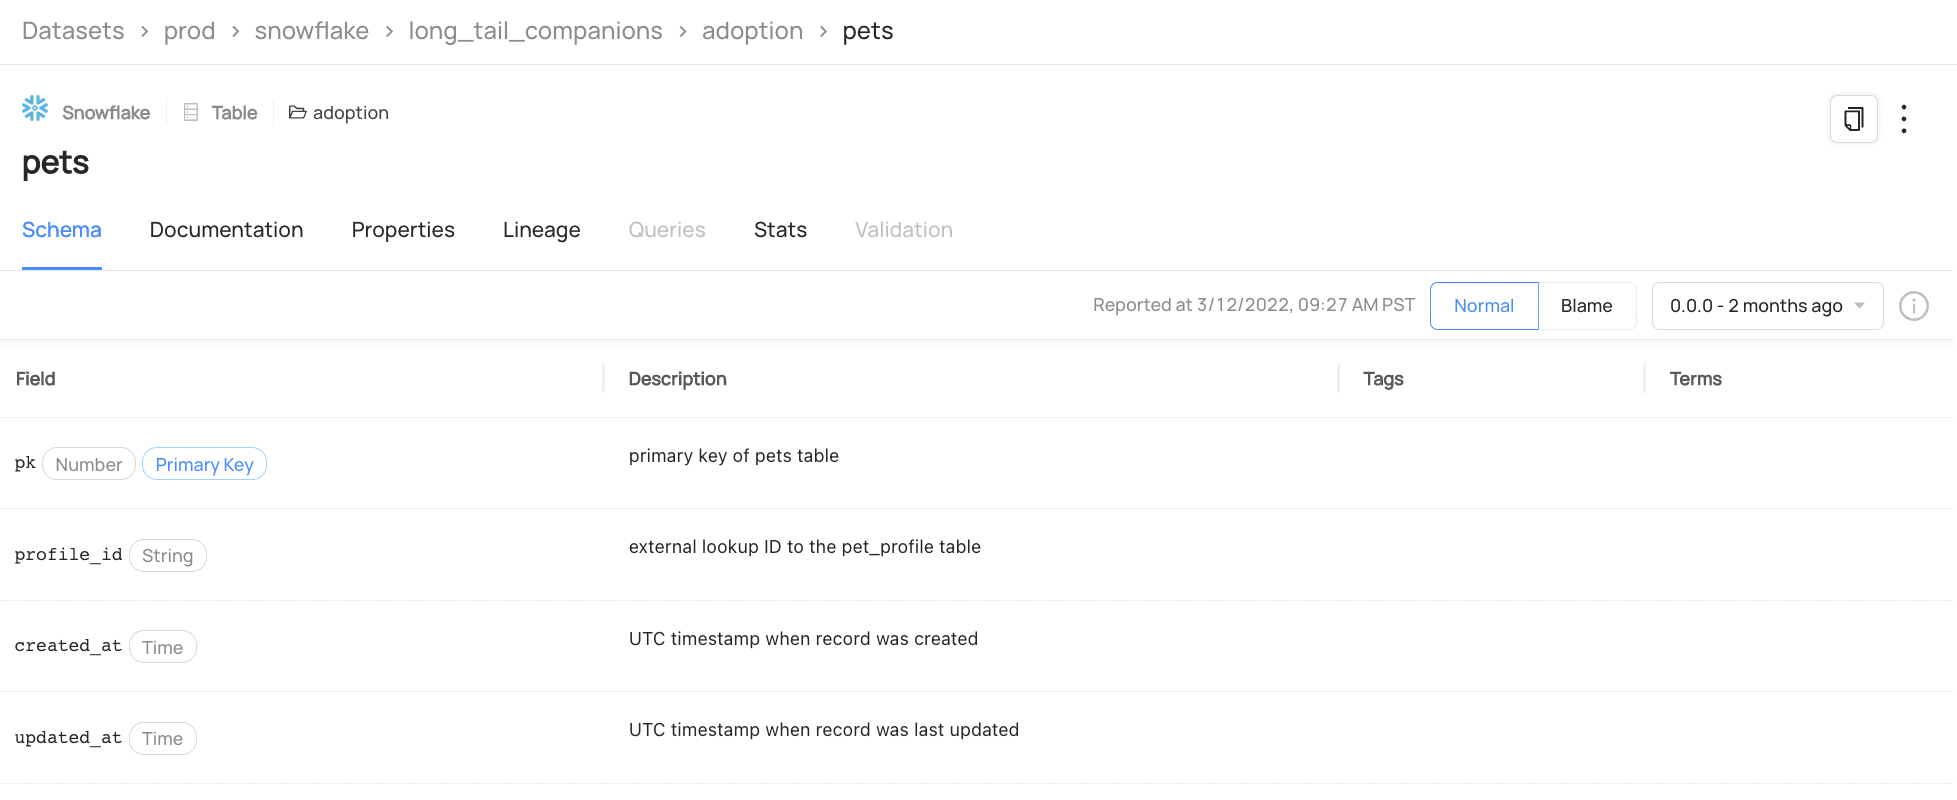 Datasets > prod > snowflake > long_tail_companions > adoption > pets
Snowflake Table adoption
pets
Schema Documentation Properties Lineage Queries Stats Validation
Reported at 3/12/2022, 09:27 AM PST Normal Blame 0.0.0 - 2 months ago
Field Description Tags Terms
pk Number Primary Key primary key of pets table
profile_id String external lookup ID to the pet_profile table
created_at Time UTC timestamp when record was created
updated_at Time UTC timestamp when record was last updated